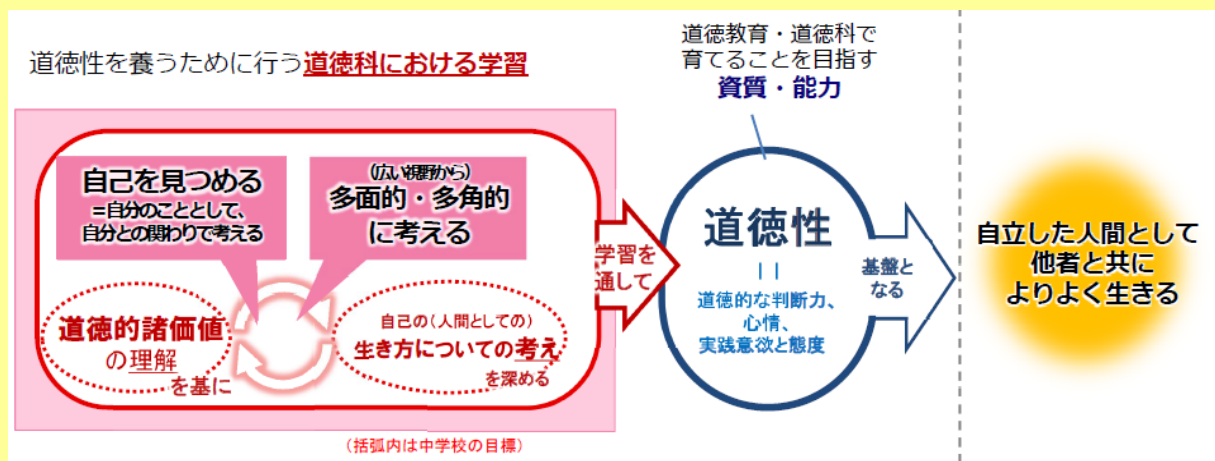 道徳性を養うために行う道徳科における学習
自己を見つめる
=自分のこととして、
自分との関わりで考える
(広い視野から)
多面的・多角的
に考える
道徳的諸価値
の理解
を基に
自己の(人間としての)
生き方についての考え
を深める
(括弧内は中学校の目標)
学習を
通して
道徳教育・道徳科で
育てることを目指す
資質・能力
道徳性
=
道徳的な判断力、
心情、
実践意欲と態度
基盤と
なる
自立した人間として
他者と共に
よりよく生きる